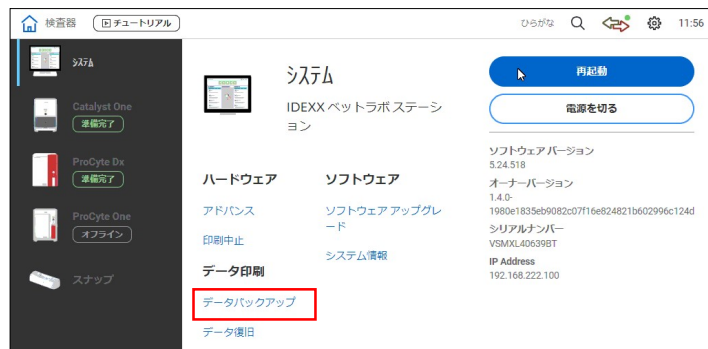 検査器 チュートリアル ひらがな 11:56
システム
Catalyst One
準備完了
ProCyte Dx
準備完了
ProCyte One
オフライン
スナップ
システム
IDEXX ベットラボ ステーシ
ョン
ハードウェア
アドバンス
印刷中止
データ印刷
データバックアップ
データ復旧
ソフトウェア
ソフトウェア アップグレ
ード
システム情報
再起動
電源を切る
ソフトウェア バージョン
5.24.518
オーナーバージョン
1.4.0-
1980e1835eb9082c07f16e824821b602996c124d
シリアルナンバー
VSMXL40639BT
IP Address
192.168.222.100